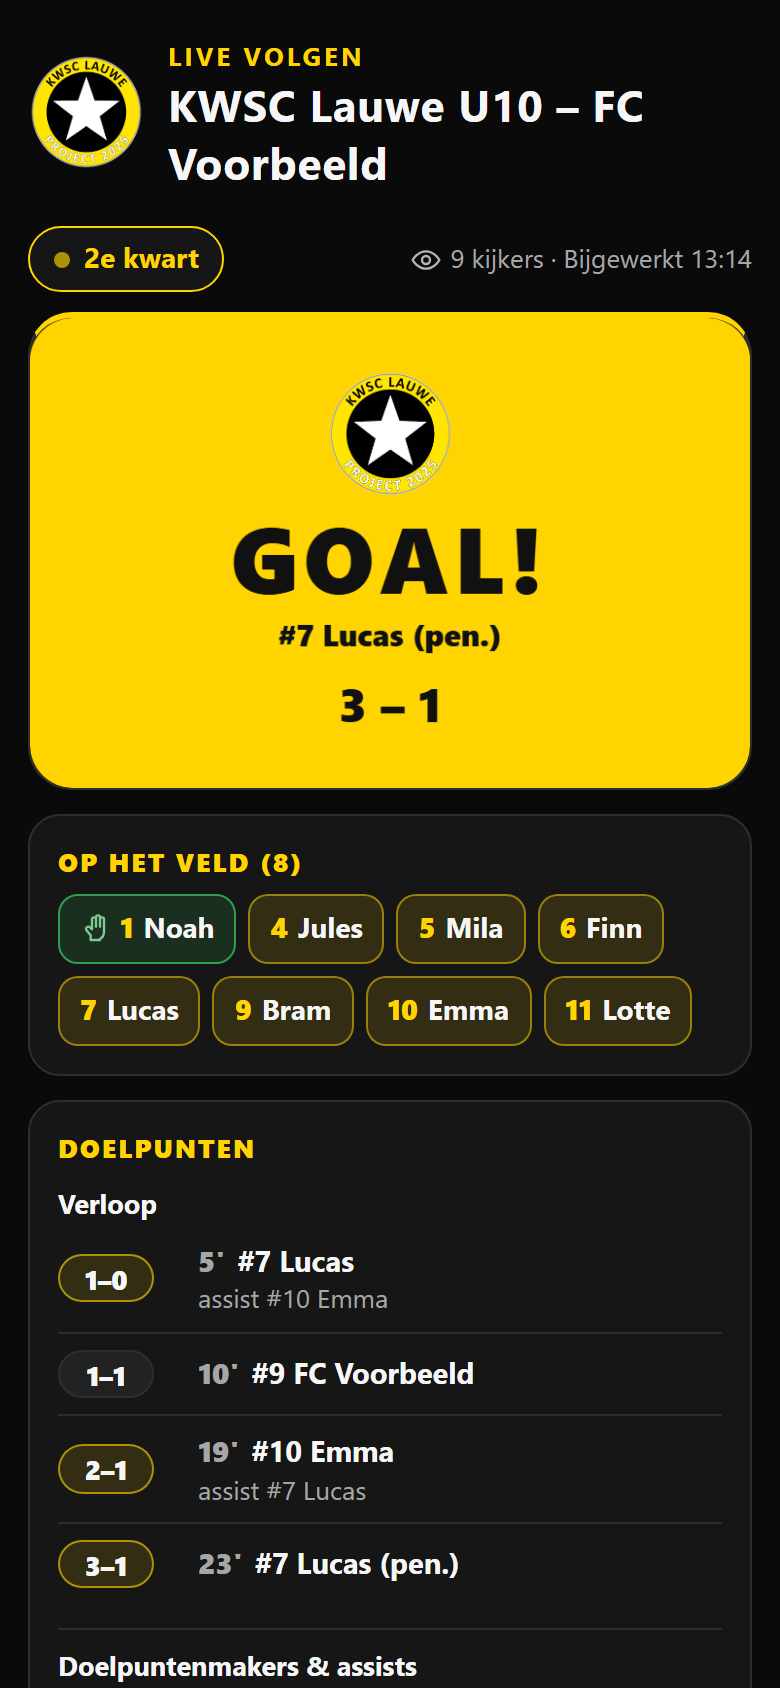 KWSC LAUWE
PROJECT 2025
LIVE VOLGEN
KWSC Lauwe U10 – FC
Voorbeeld
2e kwart
9 kijkers · Bijgewerkt 13:14
KWSC LAUWE
PROJECT 2025
GOAL!
#7 Lucas (pen.)
3 – 1
OP HET VELD (8)
1 Noah
4 Jules
5 Mila
6 Finn
7 Lucas
9 Bram
10 Emma
11 Lotte
DOELPUNTEN
Verloop
1–0
5' #7 Lucas
assist #10 Emma
1–1
10' #9 FC Voorbeeld
2–1
19' #10 Emma
assist #7 Lucas
3–1
23' #7 Lucas (pen.)
Doelpuntenmakers & assists